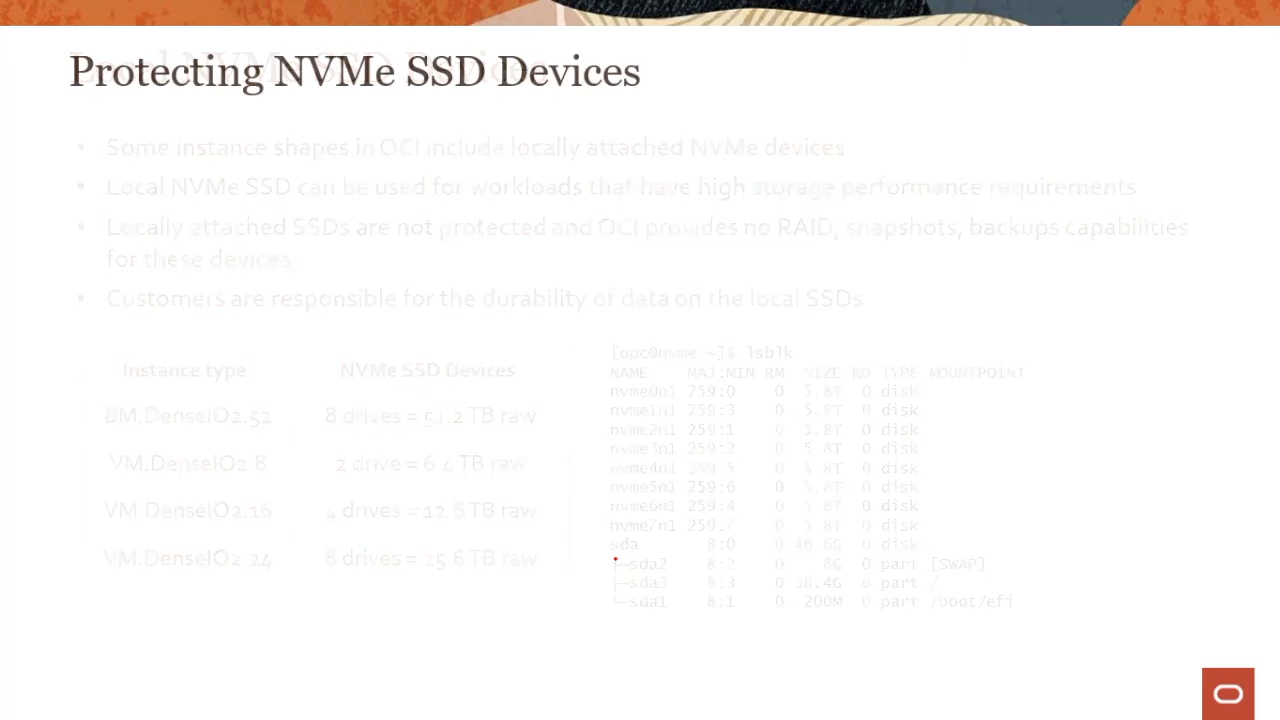 Protecting NVMe SSD Devices
Local NVMe SSD Devices
• Some instance shapes in OCI include locally attached NVMe devices
• Local NVMe SSD can be used for workloads that have high storage performance requirements
• Locally attached SSDs are not protected and OCI provides no RAID, snapshots, backups capabilities
for these devices
• Customers are responsible for the durability of data on the local SSDs
Instance type NVMe SSD Devices
BM.DenseIO2.52 8 drives = 51.2 TB raw
VM.DenseIO2.8 2 drive = 6.4 TB raw
VM.DenseIO2.16 4 drives = 12.8 TB raw
VM.DenseIO2.24 8 drives = 25.6 TB raw
[opc@nvme ~]$ lsblk
NAME MAJ:MIN RM SIZE RO TYPE MOUNTPOINT
nvme0n1 259:0 0 5.8T 0 disk
nvme1n1 259:3 0 5.8T 0 disk
nvme2n1 259:1 0 5.8T 0 disk
nvme3n1 259:2 0 5.8T 0 disk
nvme4n1 259:5 0 5.8T 0 disk
nvme5n1 259:6 0 5.8T 0 disk
nvme6n1 259:4 0 5.8T 0 disk
nvme7n1 259:7 0 5.8T 0 disk
sda 8:0 0 46.6G 0 disk
├─sda2 8:2 0 8G 0 part [SWAP]
├─sda3 8:3 0 38.4G 0 part /
└─sda1 8:1 0 200M 0 part /boot/efi